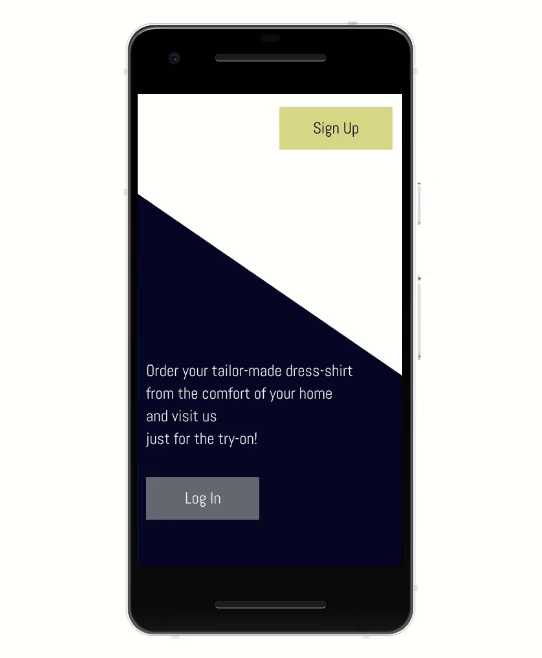 Sign Up
Order your tailor-made dress-shirt
from the comfort of your home
and visit us
just for the try-on!
Log In